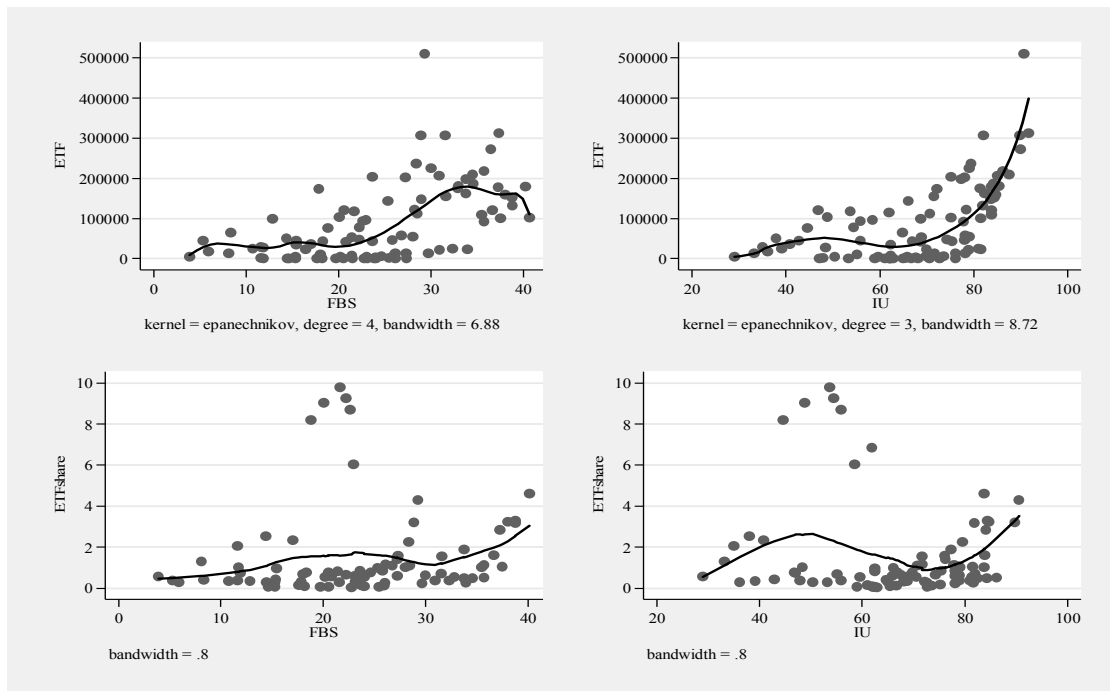 ETF
500000
400000
300000
200000
100000
0
0 10 20 30 40
FBS
kernel = epanechnikov, degree = 4, bandwidth = 6.88
ETF
500000
400000
300000
200000
100000
0
20 40 60 80 100
IU
kernel = epanechnikov, degree = 3, bandwidth = 8.72
ETFshare
10
8
6
4
2
0
0 10 20 30 40
FBS
bandwidth = .8
ETFshare
10
8
6
4
2
0
20 40 60 80 100
IU
bandwidth = .8